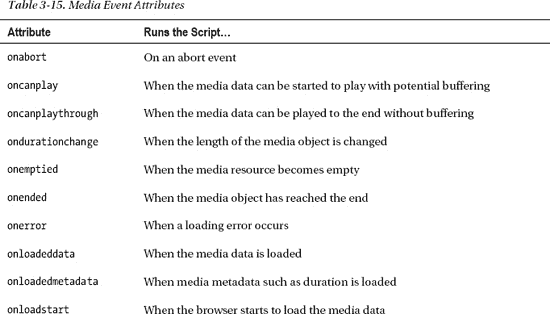 Table 3-15. Media Event Attributes
Attribute Runs the Script…
onabort On an abort event
oncanplay When the media data can be started to play with potential buffering
oncanplaythrough When the media data can be played to the end without buffering
ondurationchange When the length of the media object is changed
onemptied When the media resource becomes empty
onended When the media object has reached the end
onerror When a loading error occurs
onloadeddata When the media data is loaded
onloadedmetadata When media metadata such as duration is loaded
onloadstart When the browser starts to load the media data